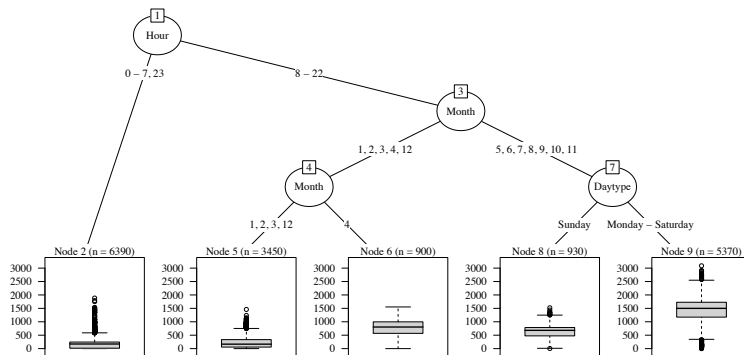 1
Hour
0 – 7, 23
8 – 22
3
Month
1, 2, 3, 4, 12
5, 6, 7, 8, 9, 10, 11
4
Month
7
Daytype
1, 2, 3, 12
4
Sunday
Monday – Saturday
Node 2 (n = 6390)
Node 5 (n = 3450)
Node 6 (n = 900)
Node 8 (n = 930)
Node 9 (n = 5370)
3000 3000 3000 3000 3000
2500 2500 2500 2500 2500
2000 2000 2000 2000 2000
1500 1500 1500 1500 1500
1000 1000 1000 1000 1000
500 500 500 500 500
0 0 0 0 0